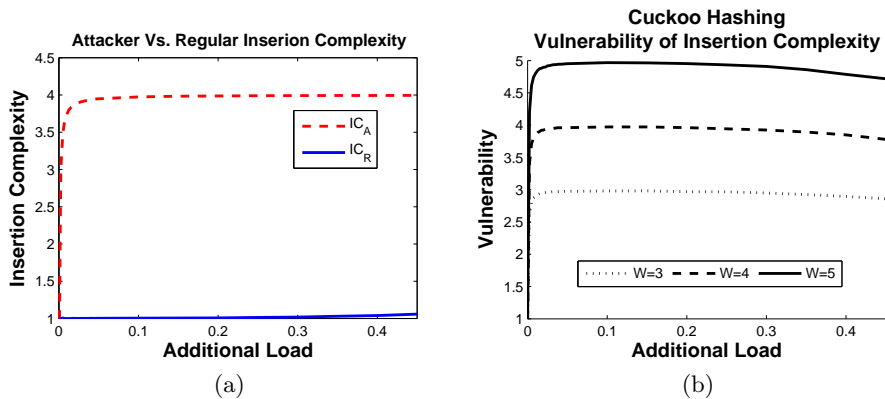 Attacker Vs. Regular Inserion Complexity
4.5
4
3.5
3
2.5
2
1.5
1
Insertion Complexity
IC_A
IC_R
0
0.1
0.2
0.3
0.4
Additional Load
(a)
Cuckoo Hashing
Vulnerability of Insertion Complexity
5
4.5
4
3.5
3
2.5
2
1.5
1
Vulnerability
W=3 W=4 W=5
0
0.1
0.2
0.3
0.4
Additional Load
(b)